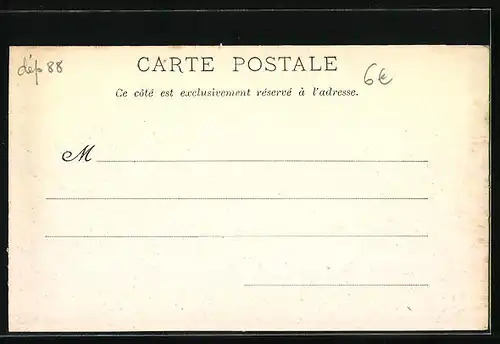 dép 88
CARTE POSTALE
6€
Ce côté est exclusivement réservé à l'adresse.
M